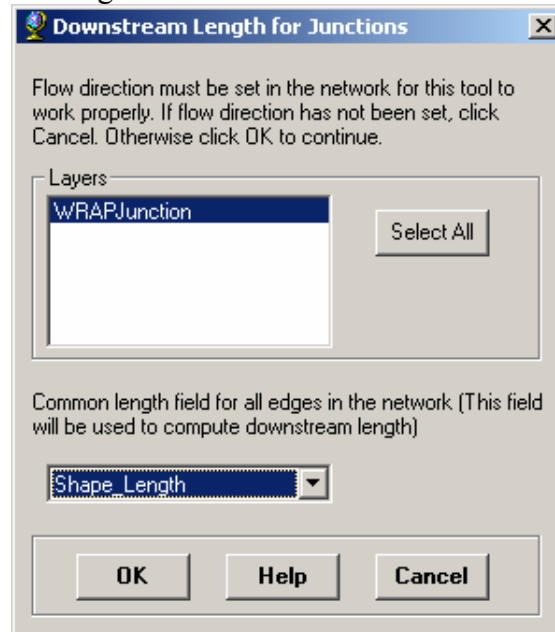 Downstream Length for Junctions
Flow direction must be set in the network for this tool to
work properly. If flow direction has not been set, click
Cancel. Otherwise click OK to continue.
Layers
WRAPJunction
Select All
Common length field for all edges in the network (This field
will be used to compute downstream length)
Shape_Length
OK Help Cancel